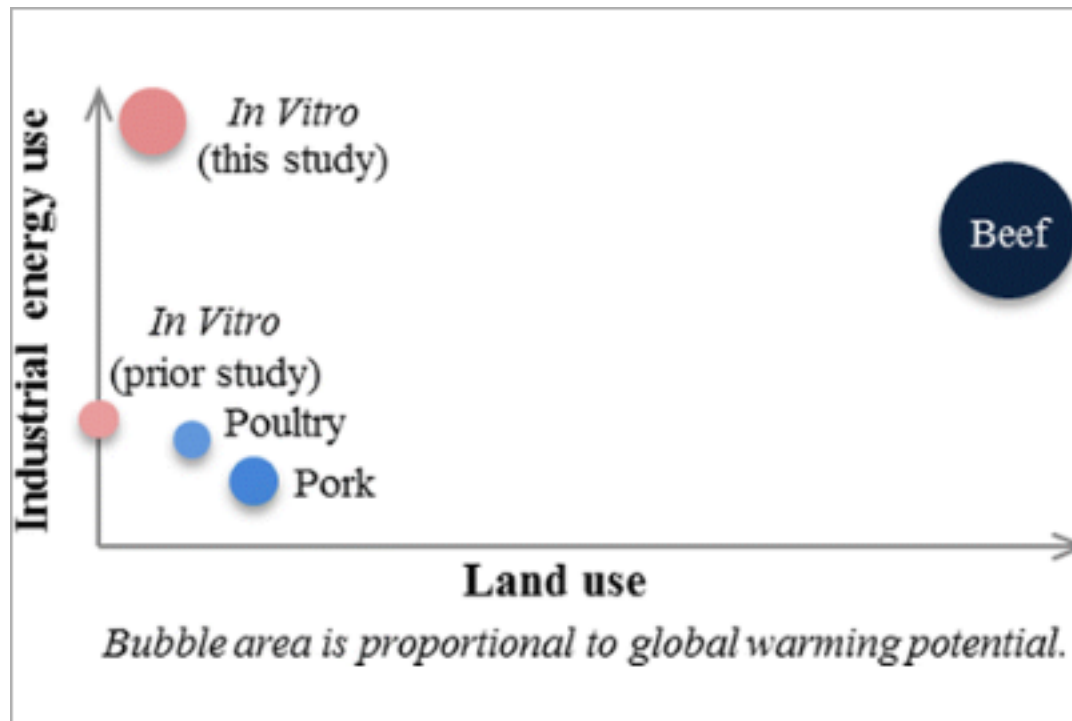 In Vitro
(this study)
Beef
In Vitro
(prior study)
Poultry
Pork
Industrial energy use
Land use
Bubble area is proportional to global warming potential.